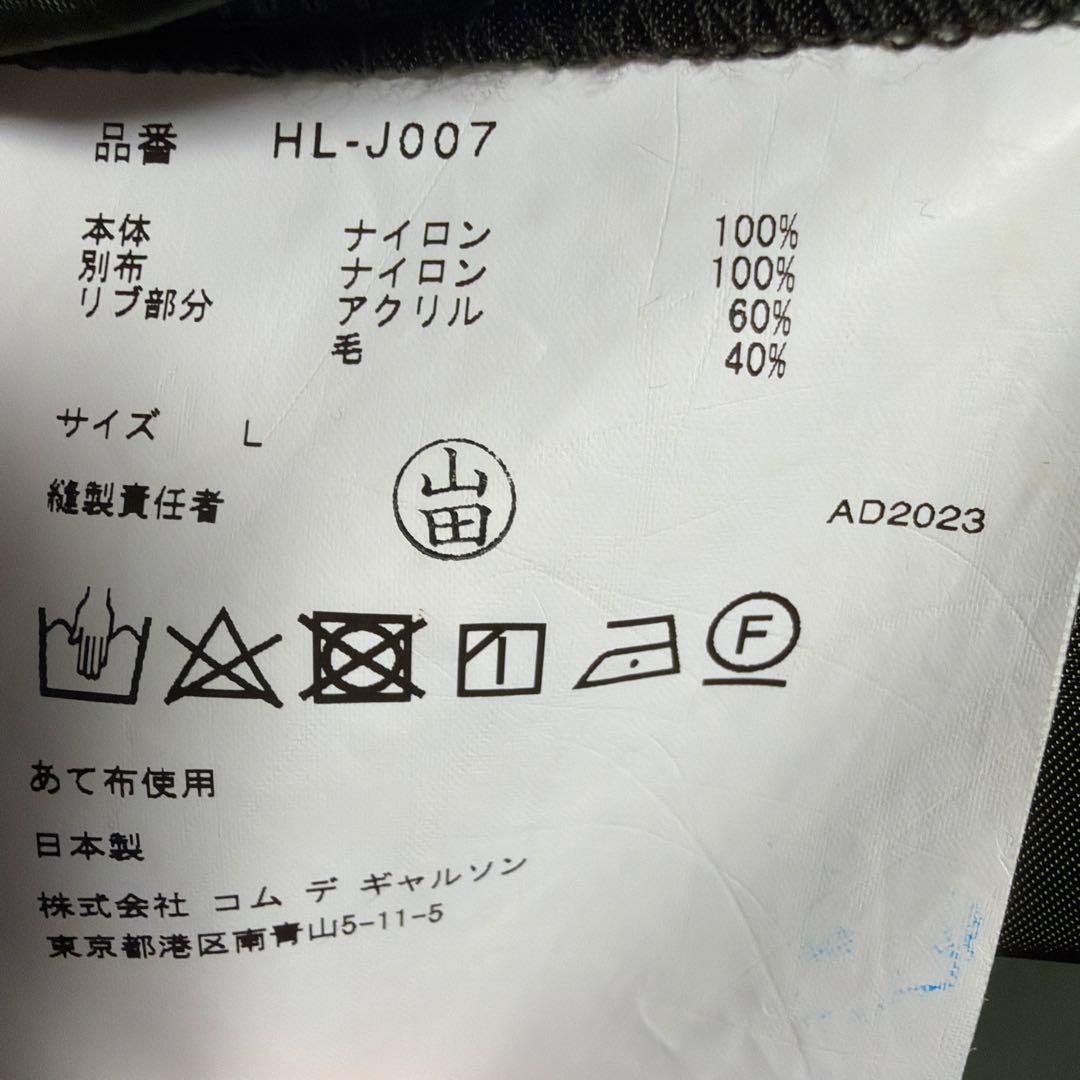 品番 HL-J007
本体 ナイロン 100%
別布 ナイロン 100%
リブ部分 アクリル 60%
毛 40%
サイズ L
縫製責任者 山田 AD2023
F
あて布使用
日本製
株式会社 コム デ ギャルソン
東京都港区南青山5-11-5